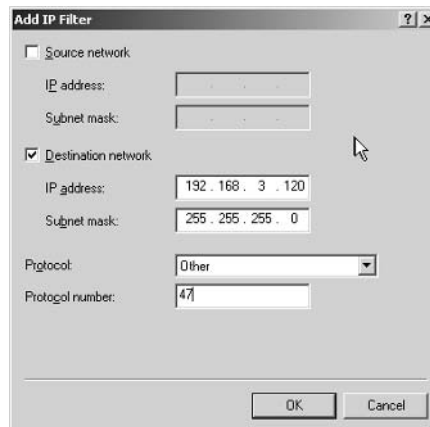 Add IP Filter
Source network
IP address:
Subnet mask:
Destination network
IP address: 192 . 168 . 3 . 120
Subnet mask: 255 . 255 . 255 . 0
Protocol: Other
Protocol number: 47
OK Cancel